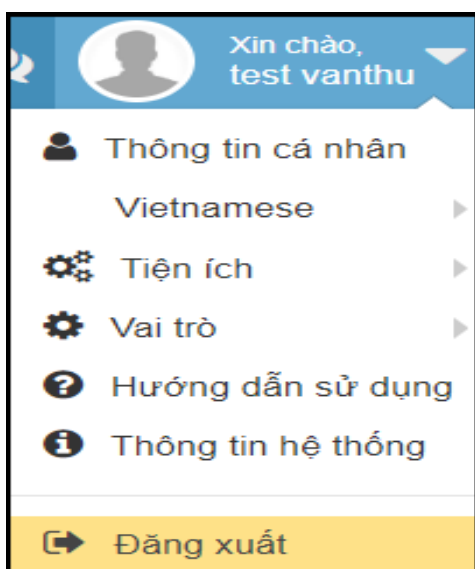 Xin chào,
test vanthu
Thông tin cá nhân
Vietnamese
Tiện ích
Vai trò
Hướng dẫn sử dụng
Thông tin hệ thống
Đăng xuất